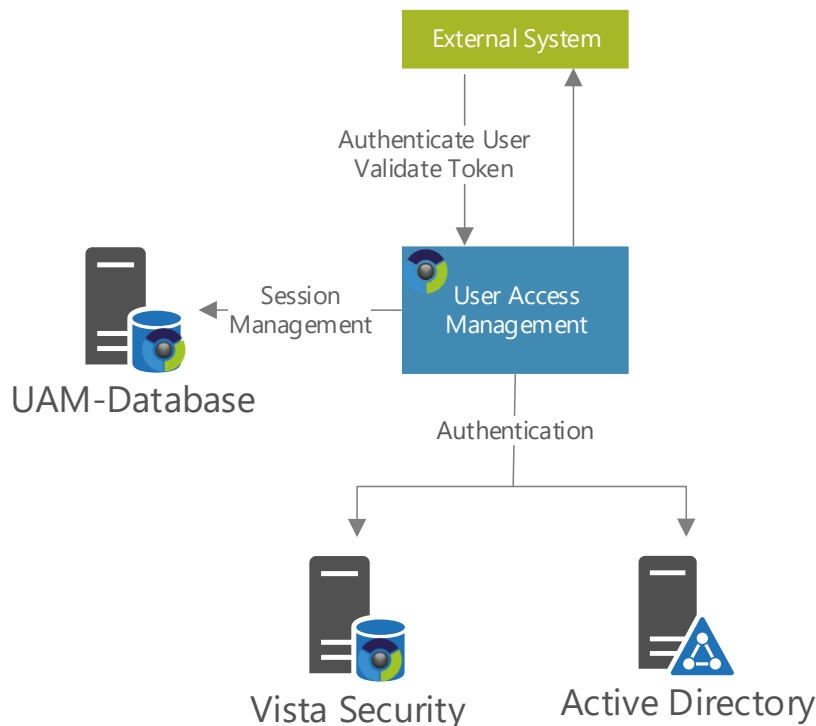 External System
Authenticate User
Validate Token
Session
Management
User Access
Management
UAM-Database
Authentication
Vista Security
Active Directory